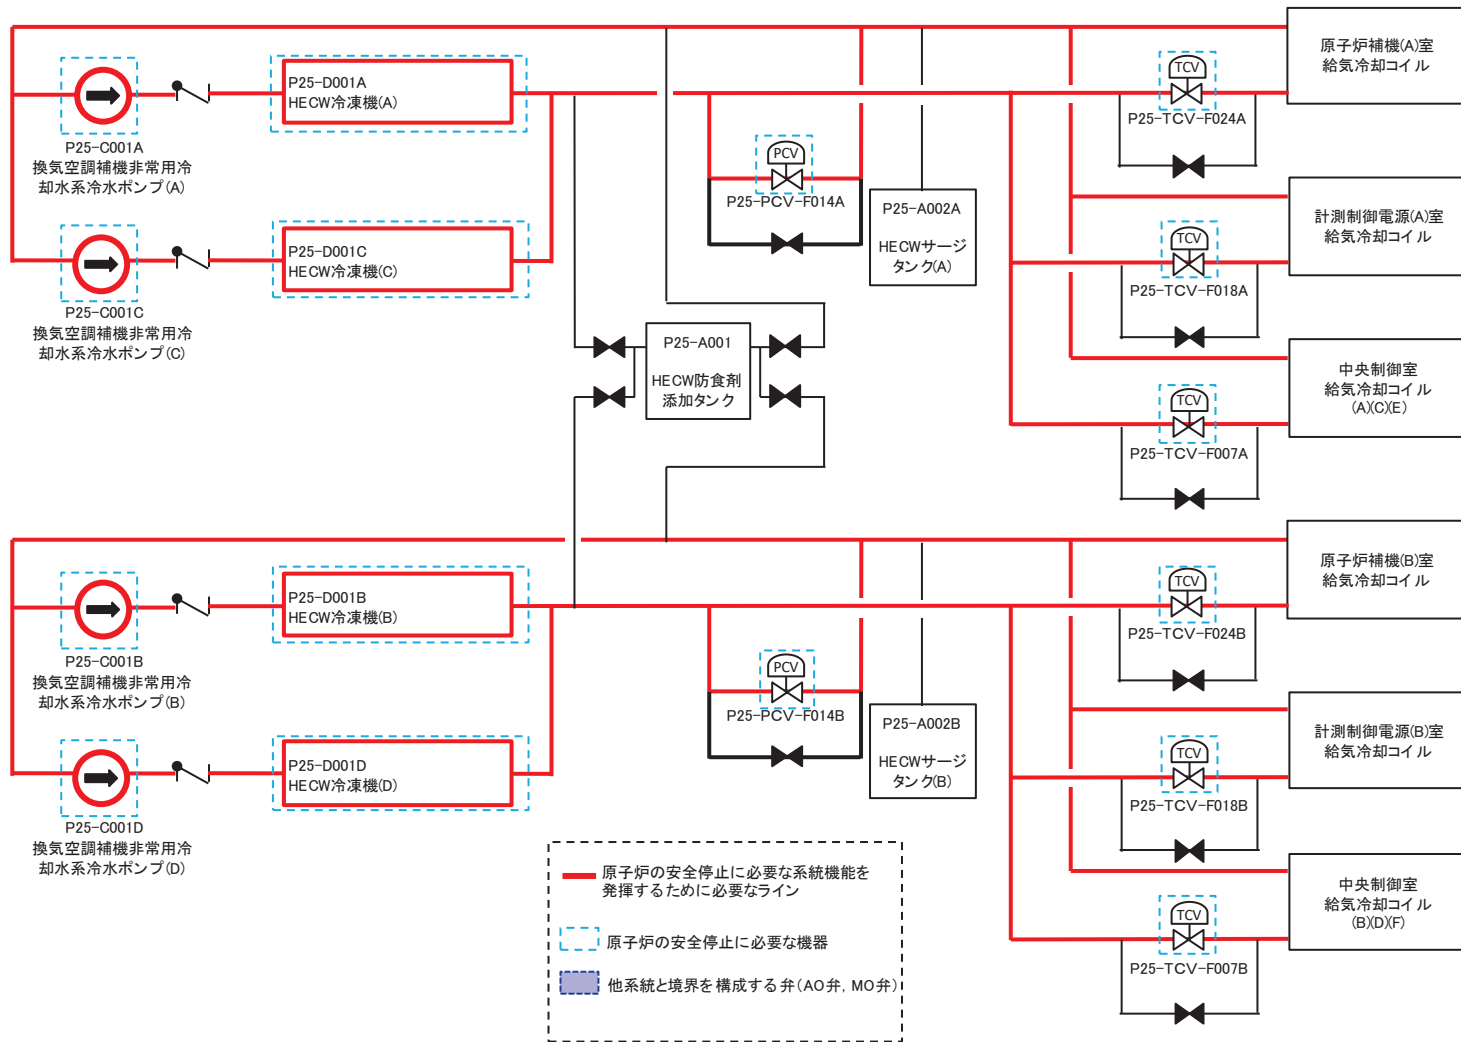 P25-C001A
換気空調補機非常用冷
却水系冷水ポンプ(A)
P25-D001A
HECW冷凍機(A)
P25-C001C
換気空調補機非常用冷
却水系冷水ポンプ(C)
P25-D001C
HECW冷凍機(C)
PCV
P25-PCV-F014A
P25-A002A
HECWサージ
タンク(A)
TCV
P25-TCV-F024A
原子炉補機(A)室
給気冷却コイル
TCV
P25-TCV-F018A
計測制御電源(A)室
給気冷却コイル
TCV
P25-TCV-F007A
中央制御室
給気冷却コイル
(A)(C)(E)
P25-A001
HECW防食剤
添加タンク
P25-C001B
換気空調補機非常用冷
却水系冷水ポンプ(B)
P25-D001B
HECW冷凍機(B)
P25-C001D
換気空調補機非常用冷
却水系冷水ポンプ(D)
P25-D001D
HECW冷凍機(D)
PCV
P25-PCV-F014B
P25-A002B
HECWサージ
タンク(B)
TCV
P25-TCV-F024B
原子炉補機(B)室
給気冷却コイル
TCV
P25-TCV-F018B
計測制御電源(B)室
給気冷却コイル
TCV
P25-TCV-F007B
中央制御室
給気冷却コイル
(B)(D)(F)
原子炉の安全停止に必要な系統機能を
発揮するために必要なライン
原子炉の安全停止に必要な機器
他系統と境界を構成する弁(AO弁, MO弁)